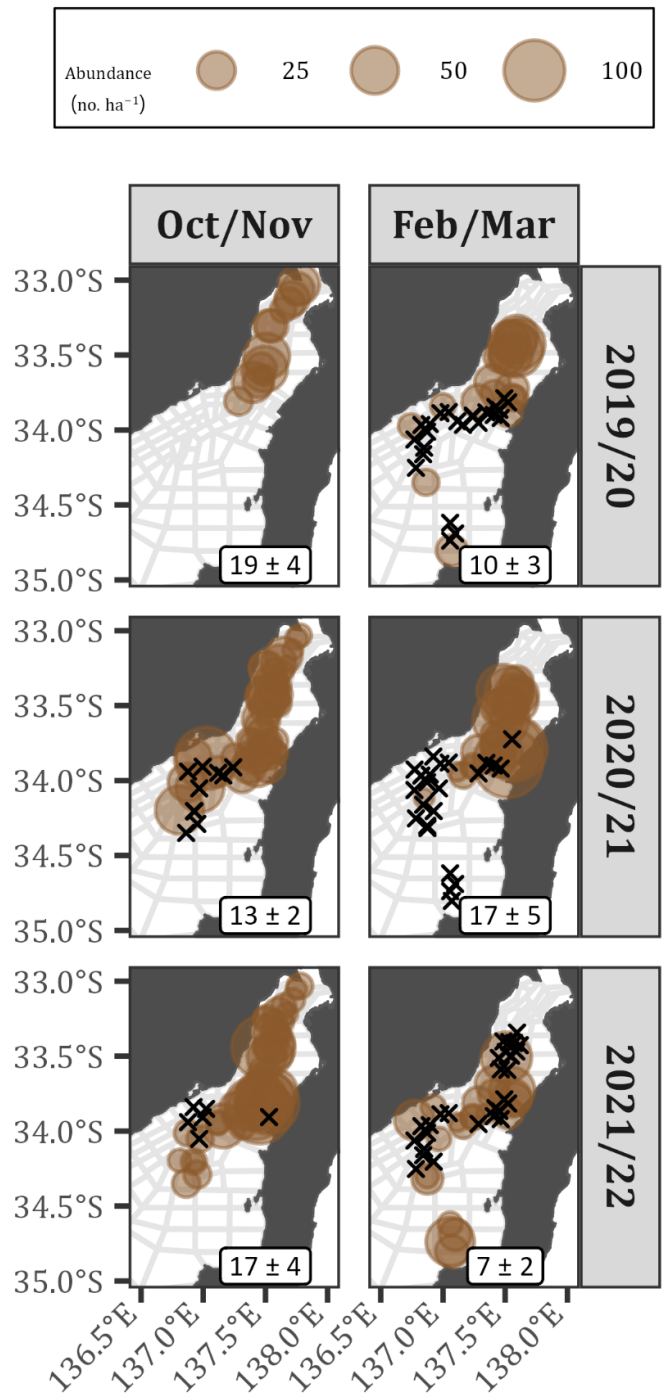 Abundance
(no. ha⁻¹)
25
50
100
Oct/Nov
Feb/Mar
33.0°S
33.5°S
34.0°S
34.5°S
35.0°S
19 ± 4
10 ± 3
2019/20
33.0°S
33.5°S
34.0°S
34.5°S
35.0°S
13 ± 2
17 ± 5
2020/21
33.0°S
33.5°S
34.0°S
34.5°S
35.0°S
17 ± 4
7 ± 2
2021/22
136.5°E
137.0°E
137.5°E
138.0°E
136.5°E
137.0°E
137.5°E
138.0°E